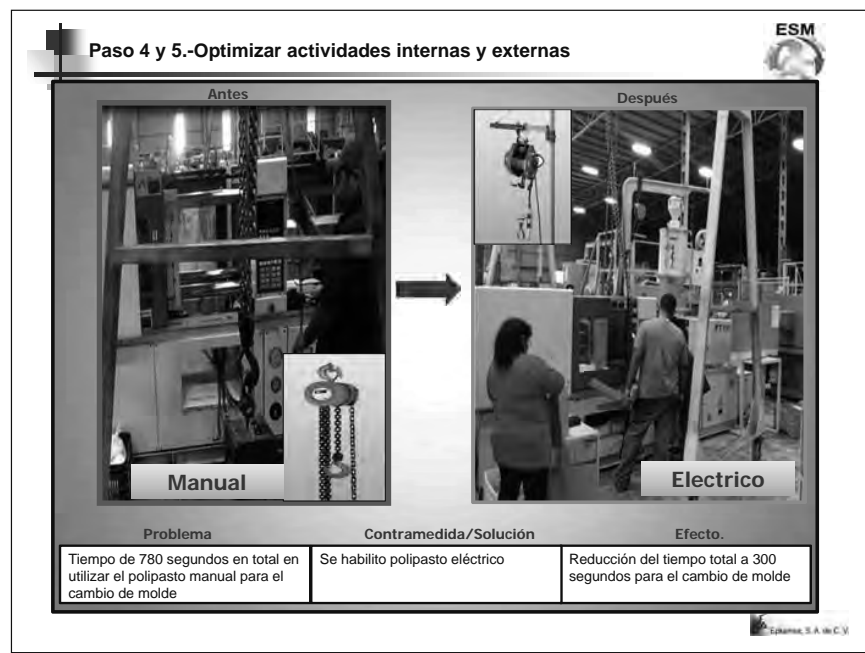 ESM
Paso 4 y 5.-Optimizar actividades internas y externas
Antes
Después
Manual
Electrico
Problema
Contramedida/Solución
Efecto.
Tiempo de 780 segundos en total en
utilizar el polipasto manual para el
cambio de molde
Se habilito polipasto eléctrico
Reducción del tiempo total a 300
segundos para el cambio de molde
S. A. de C. V.